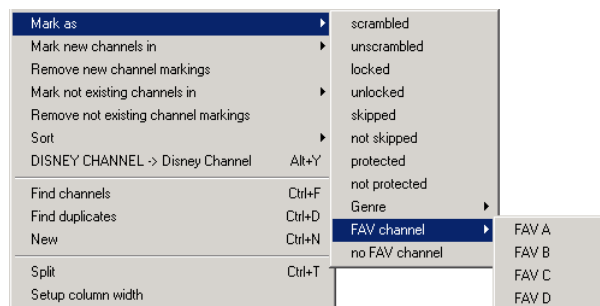 Mark as
Mark new channels in
Remove new channel markings
Mark not existing channels in
Remove not existing channel markings
Sort
DISNEY CHANNEL -> Disney Channel Alt+Y
Find channels Ctrl+F
Find duplicates Ctrl+D
New Ctrl+N
Split Ctrl+T
Setup column width
scrambled
unscrambled
locked
unlocked
skipped
not skipped
protected
not protected
Genre
FAV channel
no FAV channel
FAV A
FAV B
FAV C
FAV D